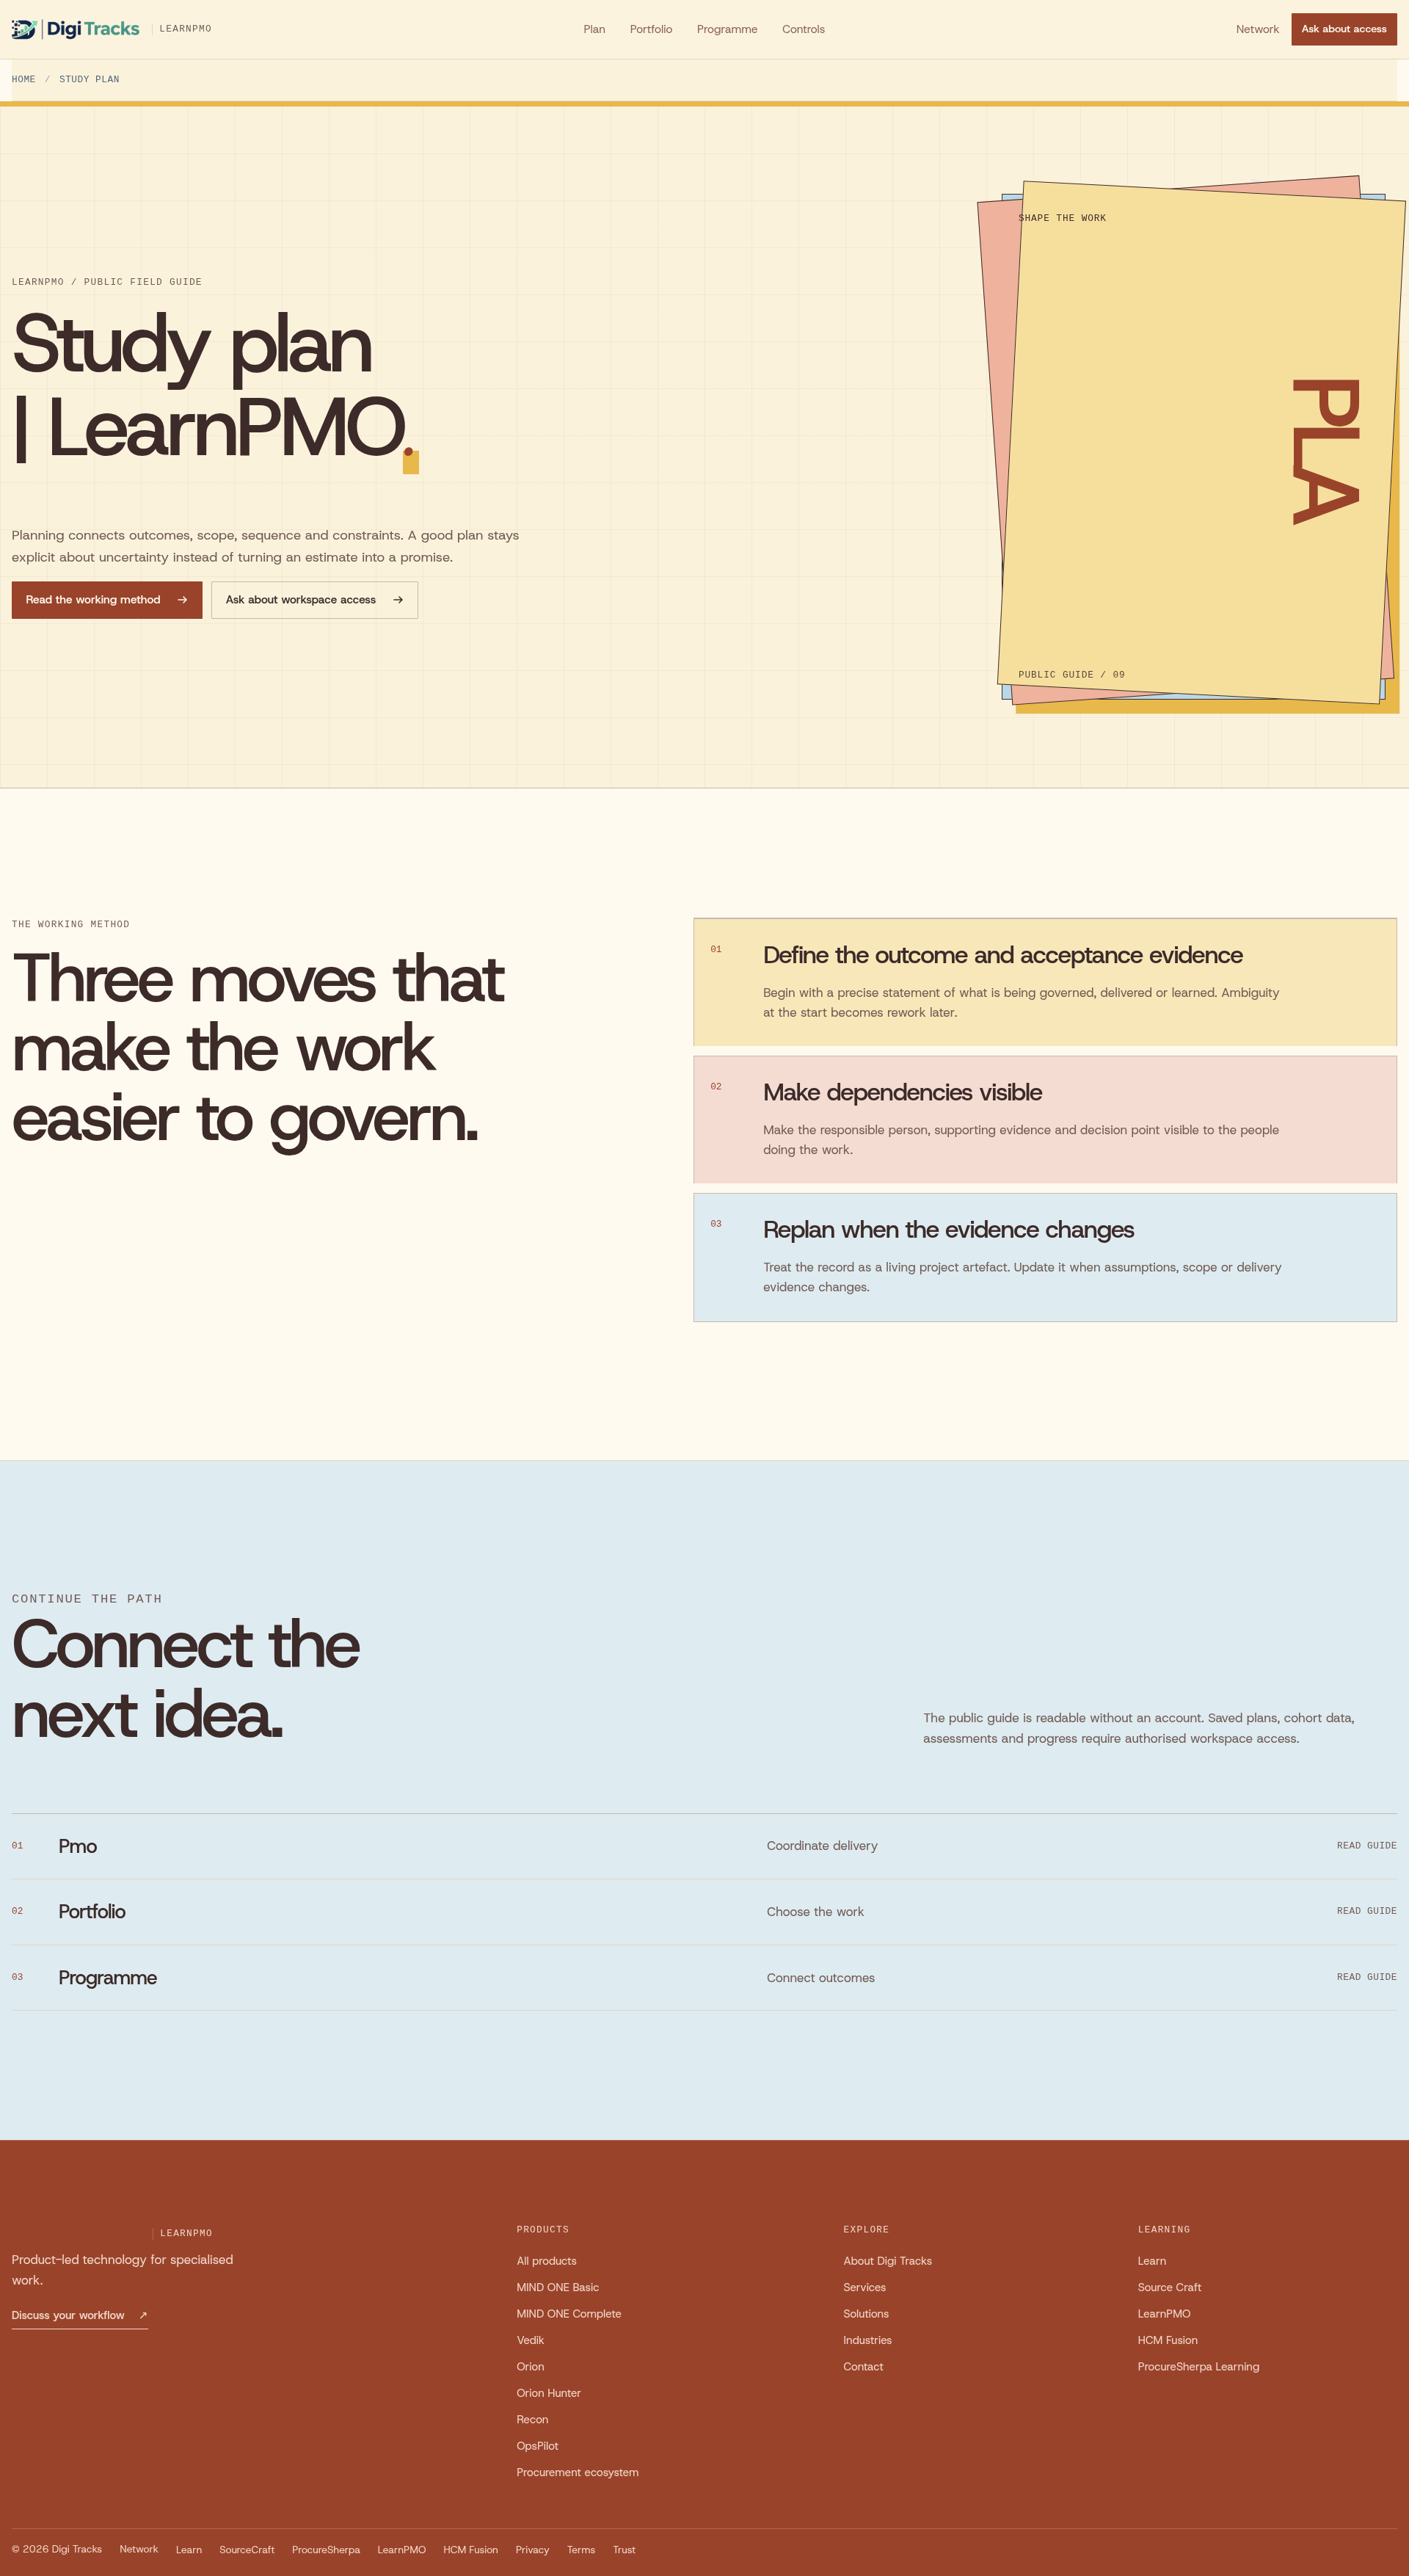 Digi Tracks
LEARNPMO
Plan
Portfolio
Programme
Controls
Network
Ask about access
HOME / STUDY PLAN
LEARNPMO / PUBLIC FIELD GUIDE
Study plan
| LearnPMO.
Planning connects outcomes, scope, sequence and constraints. A good plan stays
explicit about uncertainty instead of turning an estimate into a promise.
Read the working method →
Ask about workspace access →
SHAPE THE WORK
PLA
PUBLIC GUIDE / 09
THE WORKING METHOD
Three moves that
make the work
easier to govern.
01
Define the outcome and acceptance evidence
Begin with a precise statement of what is being governed, delivered or learned. Ambiguity
at the start becomes rework later.
02
Make dependencies visible
Make the responsible person, supporting evidence and decision point visible to the people
doing the work.
03
Replan when the evidence changes
Treat the record as a living project artefact. Update it when assumptions, scope or delivery
evidence changes.
CONTINUE THE PATH
Connect the
next idea.
The public guide is readable without an account. Saved plans, cohort data,
assessments and progress require authorised workspace access.
01 Pmo Coordinate delivery READ GUIDE
02 Portfolio Choose the work READ GUIDE
03 Programme Connect outcomes READ GUIDE
LEARNPMO
Product-led technology for specialised
work.
Discuss your workflow ↗
PRODUCTS
All products
MIND ONE Basic
MIND ONE Complete
Vedik
Orion
Orion Hunter
Recon
OpsPilot
Procurement ecosystem
EXPLORE
About Digi Tracks
Services
Solutions
Industries
Contact
LEARNING
Learn
Source Craft
LearnPMO
HCM Fusion
ProcureSherpa Learning
© 2026 Digi Tracks Network Learn SourceCraft ProcureSherpa LearnPMO HCM Fusion Privacy Terms Trust